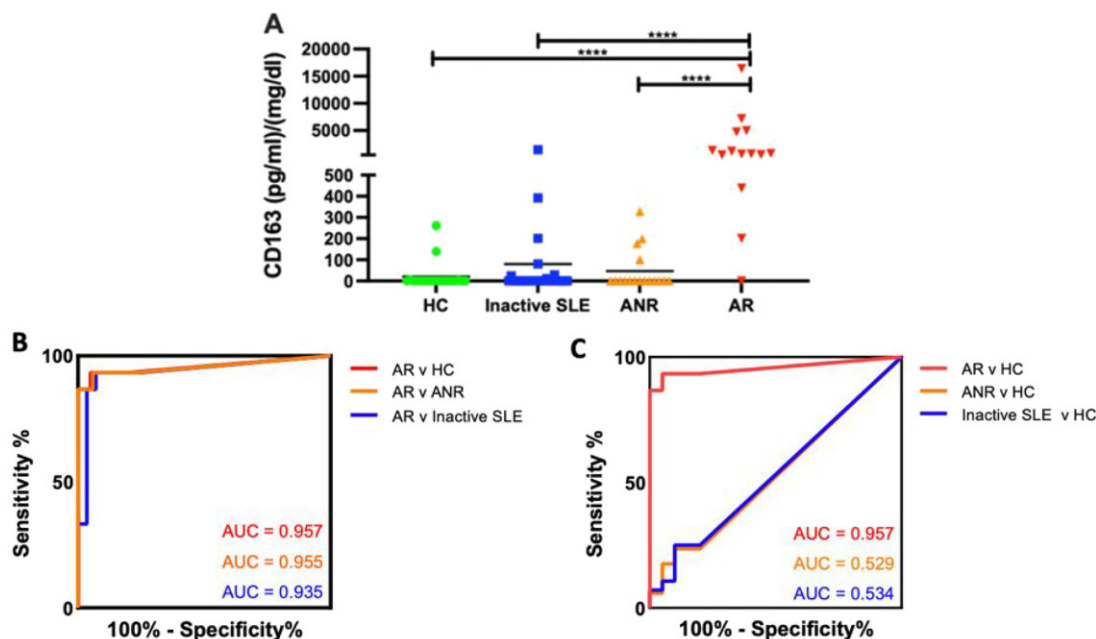 A
CD163 (pg/ml)/(mg/dl)
20000
15000
10000
5000
500
400
300
200
100
0
****
****
****
HC
Inactive SLE
ANR
AR
B
Sensitivity %
100
50
0
100% - Specificity%
AR v HC
AR v ANR
AR v Inactive SLE
AUC = 0.957
AUC = 0.955
AUC = 0.935
C
Sensitivity %
100
50
0
100% - Specificity%
AR v HC
ANR v HC
Inactive SLE v HC
AUC = 0.957
AUC = 0.529
AUC = 0.534